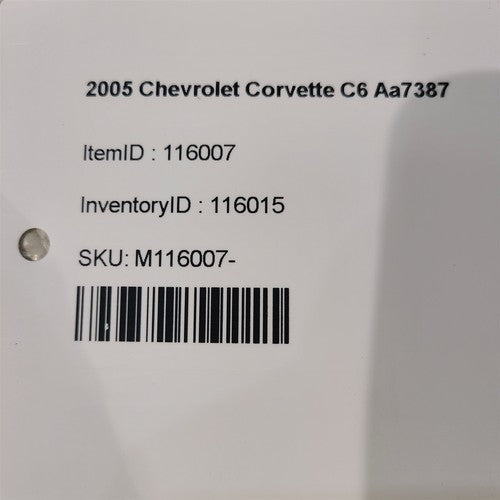 2005 Chevrolet Corvette C6 Aa7387
ItemID : 116007
InventoryID : 116015
SKU: M116007-